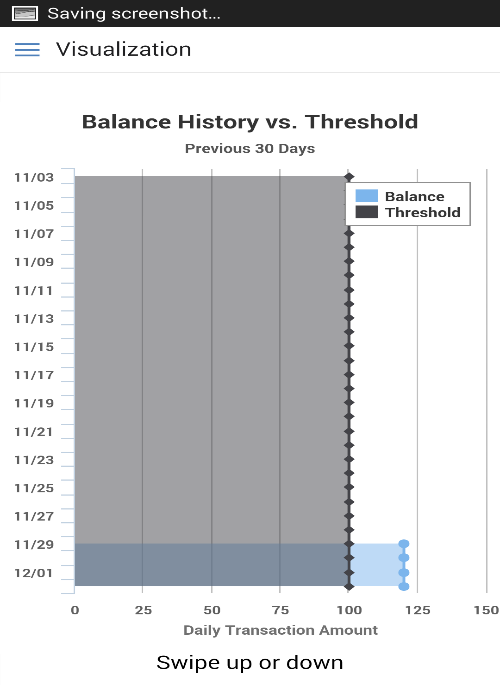 Saving screenshot...
Visualization
Balance History vs. Threshold
Previous 30 Days
11/03
11/05
11/07
11/09
11/11
11/13
11/15
11/17
11/19
11/21
11/23
11/25
11/27
11/29
12/01
Balance
Threshold
0 25 50 75 100 125 150
Daily Transaction Amount
Swipe up or down